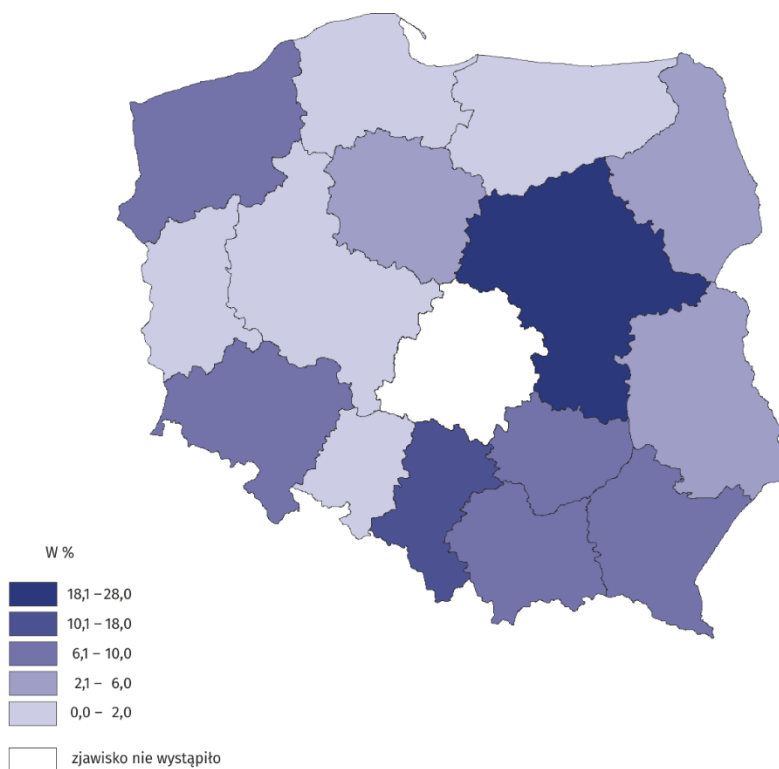 W %
18,1 – 28,0
10,1 – 18,0
6,1 – 10,0
2,1 – 6,0
0,0 – 2,0
zjawisko nie wystąpiło